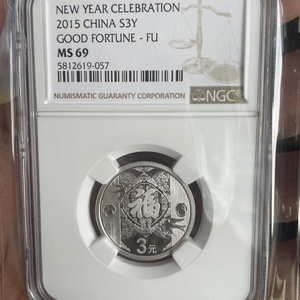 NEW YEAR CELEBRATION
2015 CHINA S3Y
GOOD FORTUNE - FU
MS 69
5812619-057
NUMISMATIC GUARANTY CORPORATION
NGC
福
3元